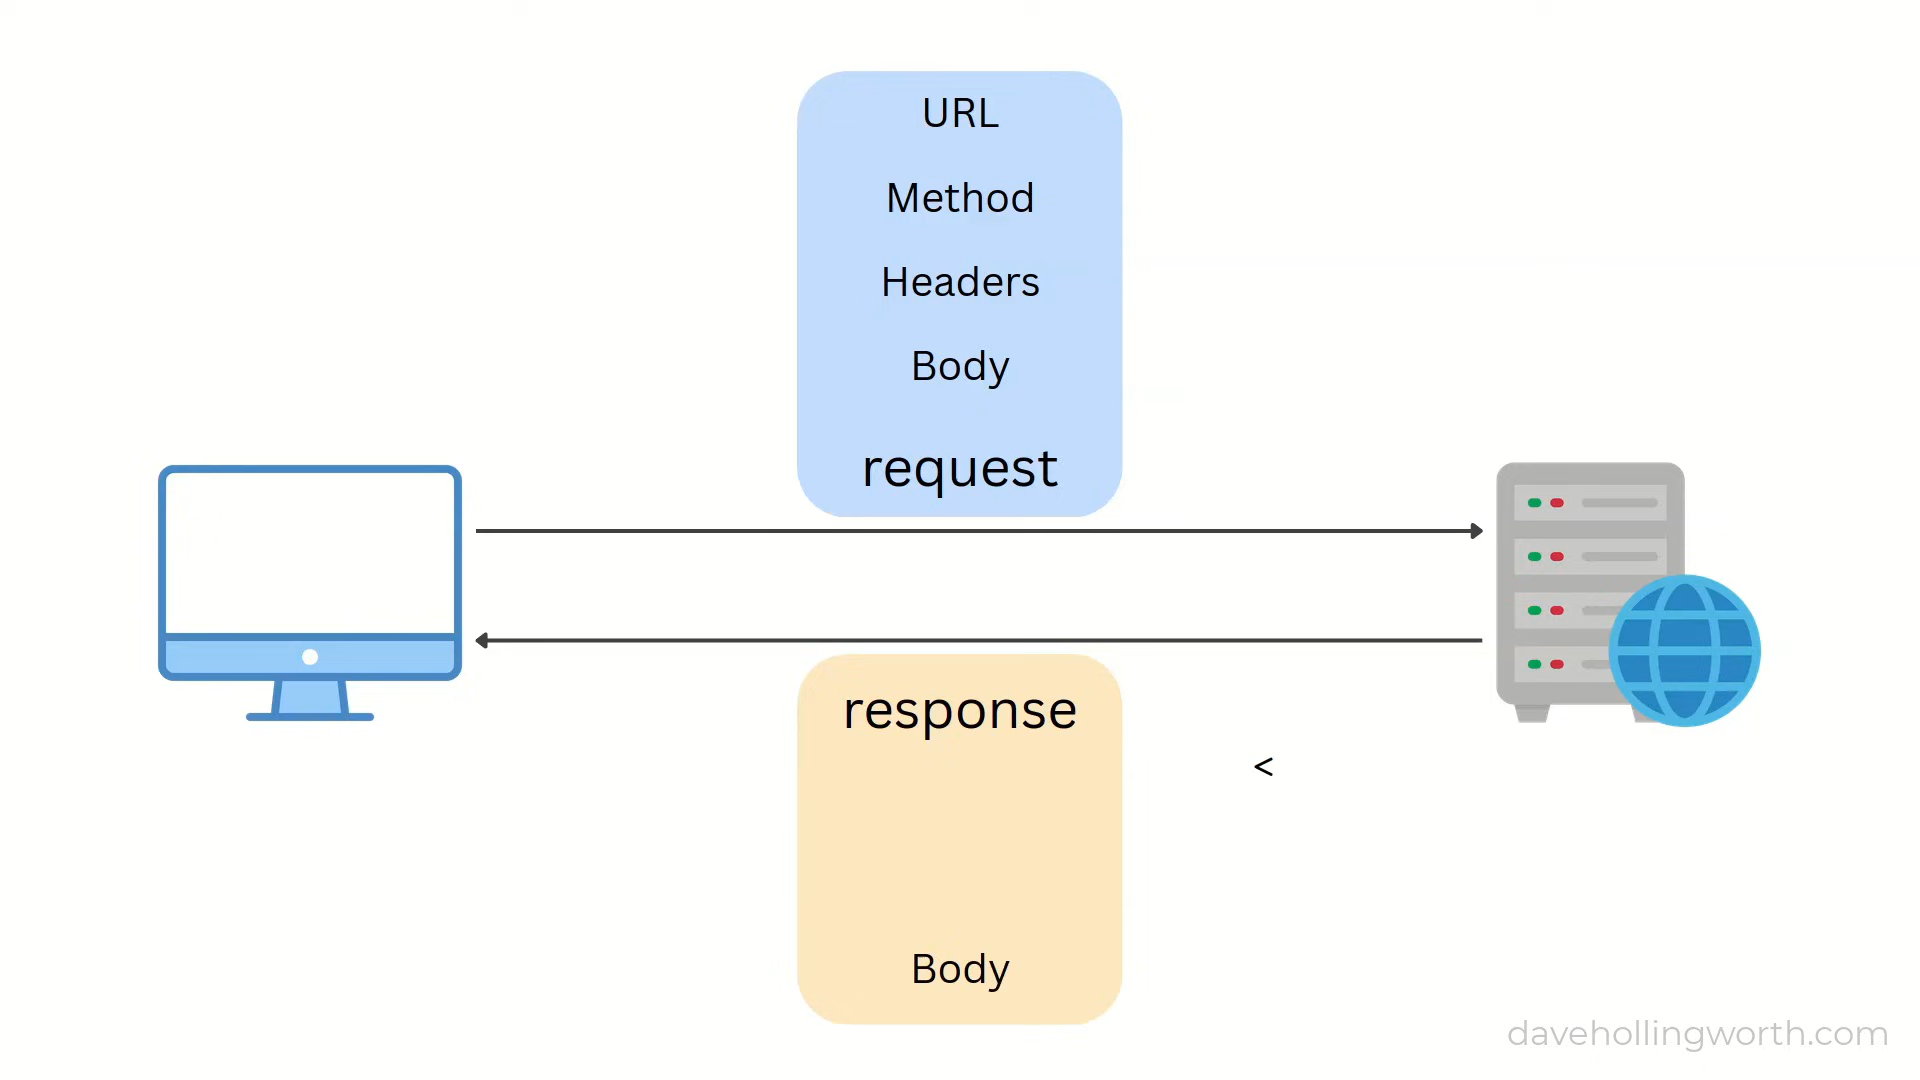 URL
Method
Headers
Body
request
response
<
Body
davehollingworth.com